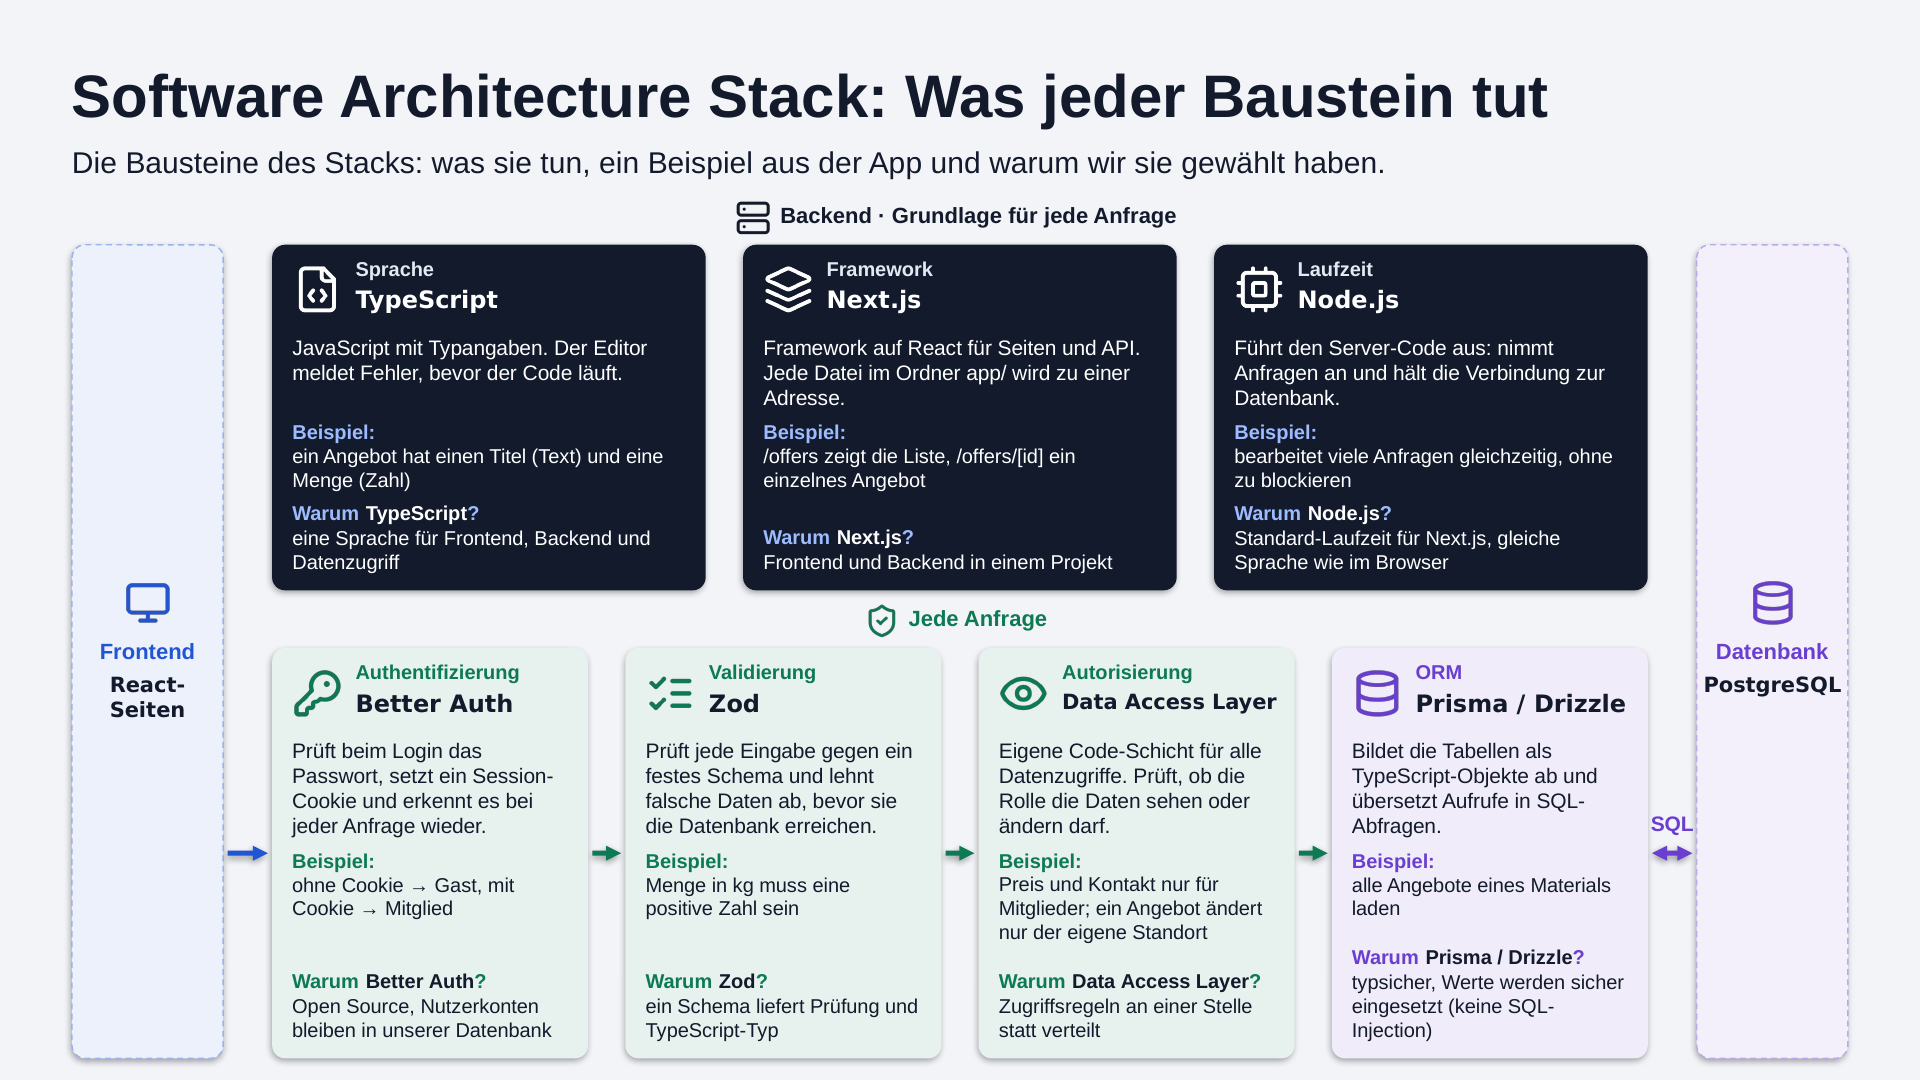 Software Architecture Stack: Was jeder Baustein tut
Die Bausteine des Stacks: was sie tun, ein Beispiel aus der App und warum wir sie gewählt haben.
Backend · Grundlage für jede Anfrage
Frontend
React-
Seiten
Sprache
TypeScript
JavaScript mit Typangaben. Der Editor
meldet Fehler, bevor der Code läuft.
Beispiel:
ein Angebot hat einen Titel (Text) und eine
Menge (Zahl)
Warum TypeScript?
eine Sprache für Frontend, Backend und
Datenzugriff
Framework
Next.js
Framework auf React für Seiten und API.
Jede Datei im Ordner app/ wird zu einer
Adresse.
Beispiel:
/offers zeigt die Liste, /offers/[id] ein
einzelnes Angebot
Warum Next.js?
Frontend und Backend in einem Projekt
Laufzeit
Node.js
Führt den Server-Code aus: nimmt
Anfragen an und hält die Verbindung zur
Datenbank.
Beispiel:
bearbeitet viele Anfragen gleichzeitig, ohne
zu blockieren
Warum Node.js?
Standard-Laufzeit für Next.js, gleiche
Sprache wie im Browser
Jede Anfrage
Authentifizierung
Better Auth
Prüft beim Login das
Passwort, setzt ein Session-
Cookie und erkennt es bei
jeder Anfrage wieder.
Beispiel:
ohne Cookie → Gast, mit
Cookie → Mitglied
Warum Better Auth?
Open Source, Nutzerkonten
bleiben in unserer Datenbank
Validierung
Zod
Prüft jede Eingabe gegen ein
festes Schema und lehnt
falsche Daten ab, bevor sie
die Datenbank erreichen.
Beispiel:
Menge in kg muss eine
positive Zahl sein
Warum Zod?
ein Schema liefert Prüfung und
TypeScript-Typ
Autorisierung
Data Access Layer
Eigene Code-Schicht für alle
Datenzugriffe. Prüft, ob die
Rolle die Daten sehen oder
ändern darf.
Beispiel:
Preis und Kontakt nur für
Mitglieder; ein Angebot ändert
nur der eigene Standort
Warum Data Access Layer?
Zugriffsregeln an einer Stelle
statt verteilt
ORM
Prisma / Drizzle
Bildet die Tabellen als
TypeScript-Objekte ab und
übersetzt Aufrufe in SQL-
Abfragen.
Beispiel:
alle Angebote eines Materials
laden
Warum Prisma / Drizzle?
typsicher, Werte werden sicher
eingesetzt (keine SQL-
Injection)
SQL
Datenbank
PostgreSQL